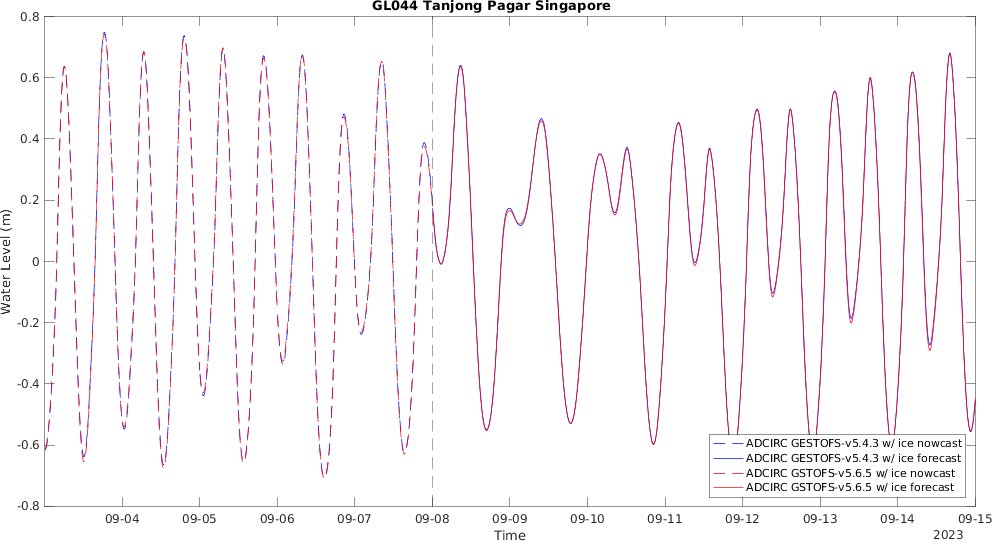 GL044 Tanjong Pagar Singapore
0.8
0.6
0.4
0.2
0
-0.2
-0.4
-0.6
-0.8
Water Level (m)
ADCIRC GESTOFS-v5.4.3 w/ ice nowcast
ADCIRC GSTOFS-v5.4.3 w/ ice forecast
ADCIRC GSTOFS-v5.6.5 w/ ice nowcast
ADCIRC GSTOFS-v5.6.5 w/ ice forecast
09-04 09-05 09-06 09-07 09-08 09-09 09-10 09-11 09-12 09-13 09-14 09-15
Time
2023